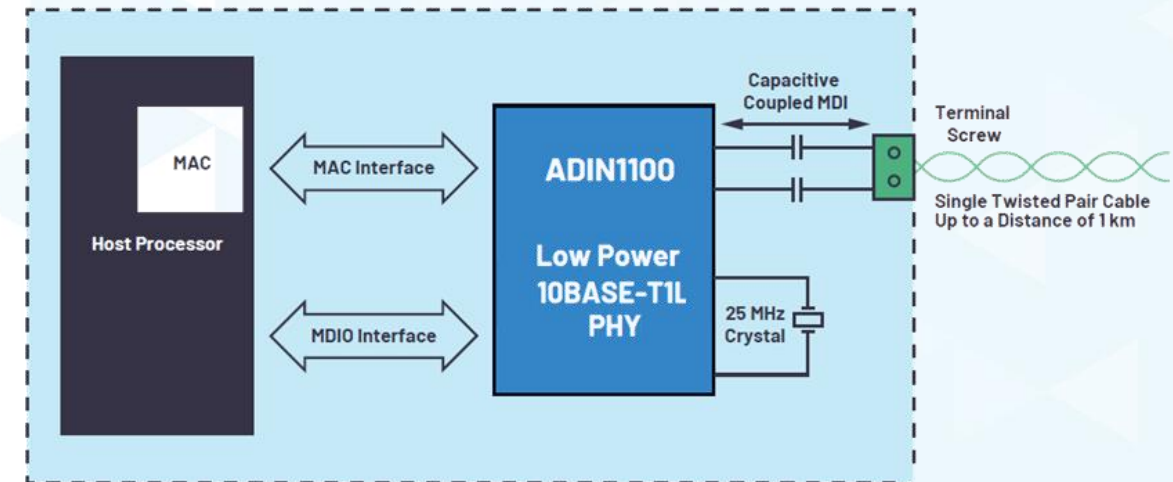 MAC
Host Processor
MAC Interface
MDIO Interface
ADIN1100
Low Power
10BASE-T1L
PHY
Capacitive
Coupled MDI
25 MHz
Crystal
Terminal
Screw
Single Twisted Pair Cable
Up to a Distance of 1 km